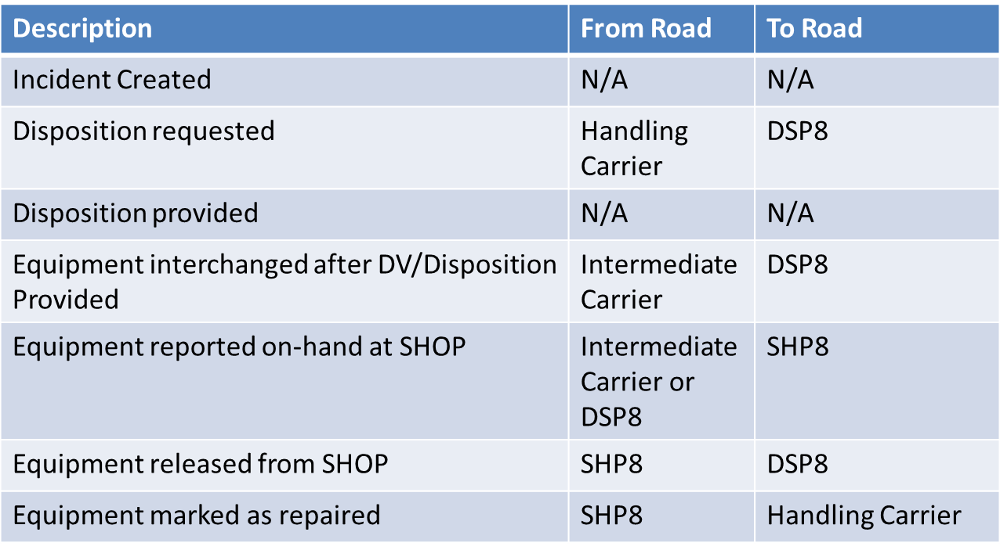 Description From Road To Road
Incident Created N/A N/A
Disposition requested Handling Carrier DSP8
Disposition provided N/A N/A
Equipment interchanged after DV/Disposition Provided Intermediate Carrier DSP8
Equipment reported on-hand at SHOP Intermediate Carrier or DSP8 SHP8
Equipment released from SHOP SHP8 DSP8
Equipment marked as repaired SHP8 Handling Carrier